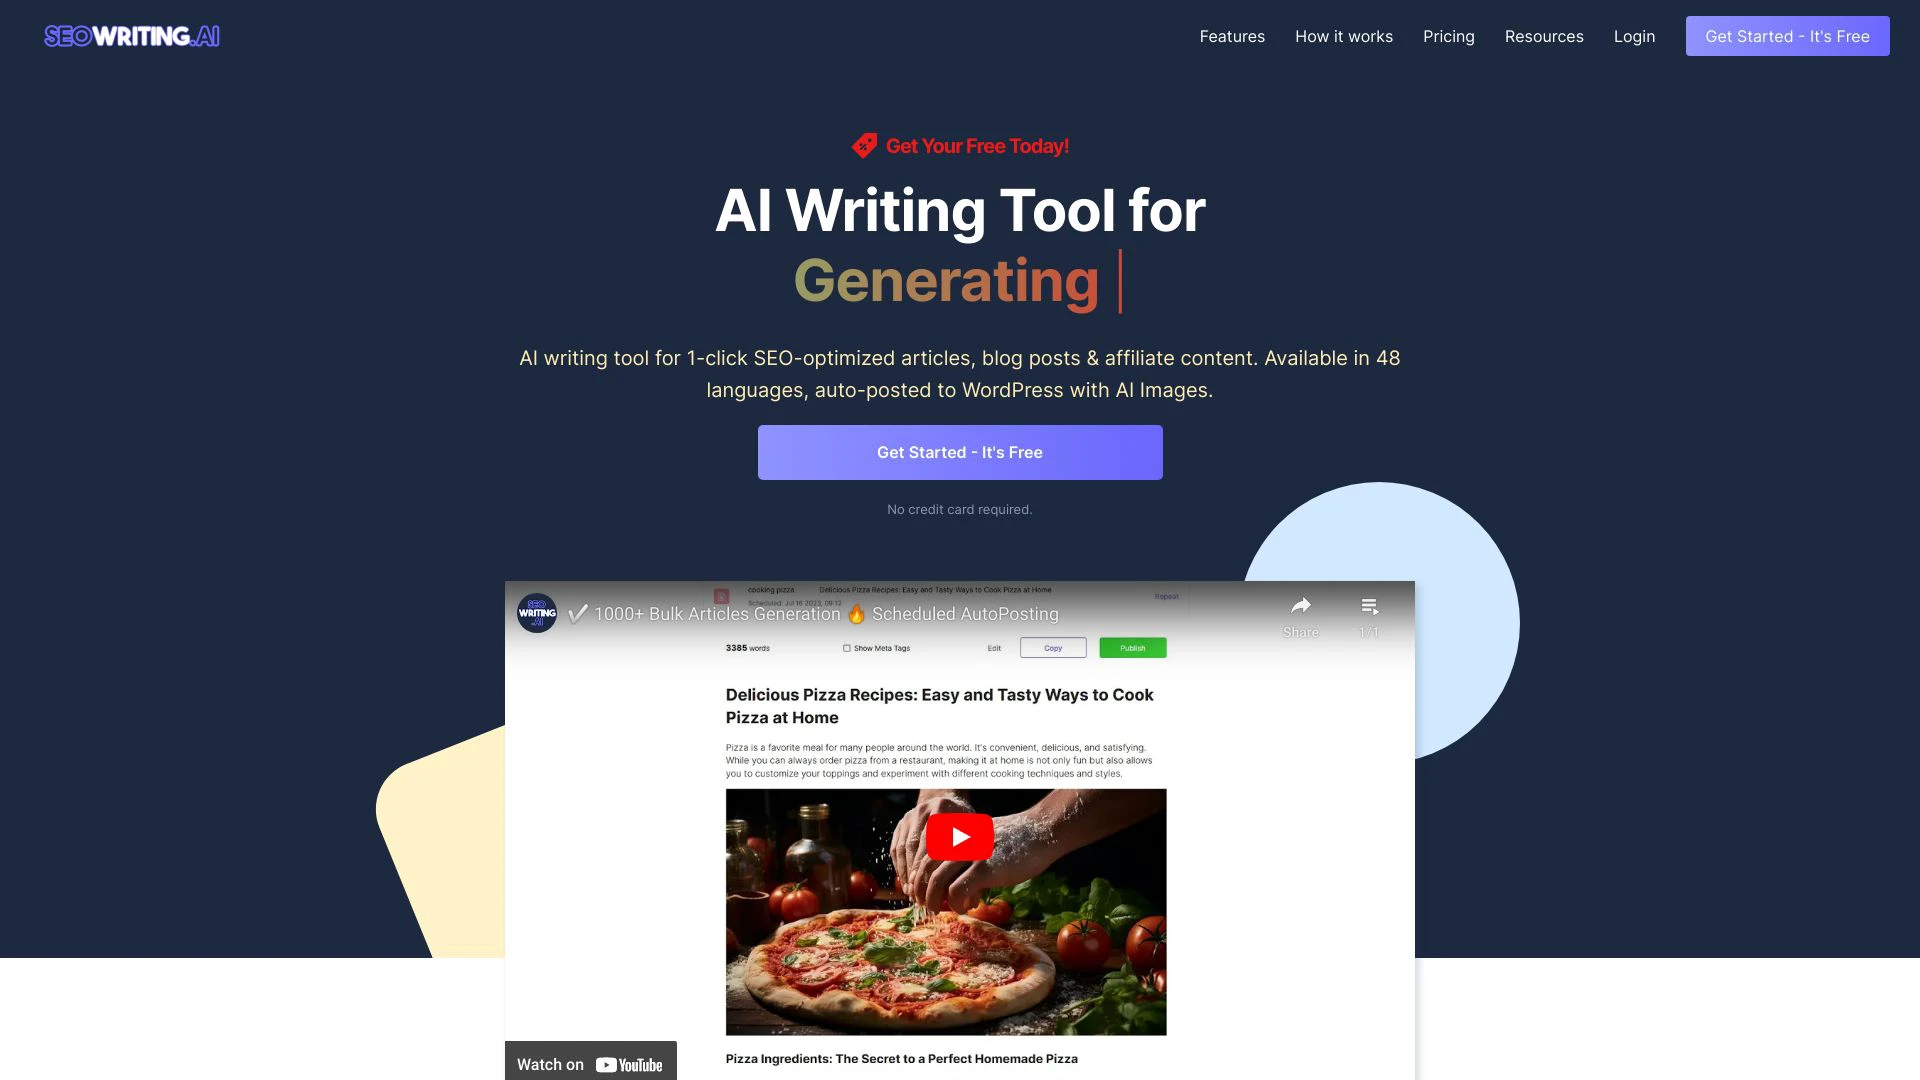 SEOWRITING.AI
Features
How it works
Pricing
Resources
Login
Get Started - It's Free
Get Your Free Today!
AI Writing Tool for
Generating
AI writing tool for 1-click SEO-optimized articles, blog posts & affiliate content. Available in 48
languages, auto-posted to WordPress with AI Images.
Get Started - It's Free
No credit card required.
cooking pizza
Delicious Pizza Recipes: Easy and Tasty Ways to Cook Pizza at Home
Scheduled: Jul 16 2023, 09:12
Repeat
SEO
WRITING
.AI
1000+ Bulk Articles Generation 🔥 Scheduled AutoPosting
Share
1/1
3385 words
Show Meta Tags
Edit
Copy
Publish
Delicious Pizza Recipes: Easy and Tasty Ways to Cook
Pizza at Home
Pizza is a favorite meal for many people around the world. It's convenient, delicious, and satisfying.
While you can always order pizza from a restaurant, making it at home is not only fun but also allows
you to customize your toppings and experiment with different cooking techniques and styles.
Pizza Ingredients: The Secret to a Perfect Homemade Pizza
Watch on YouTube